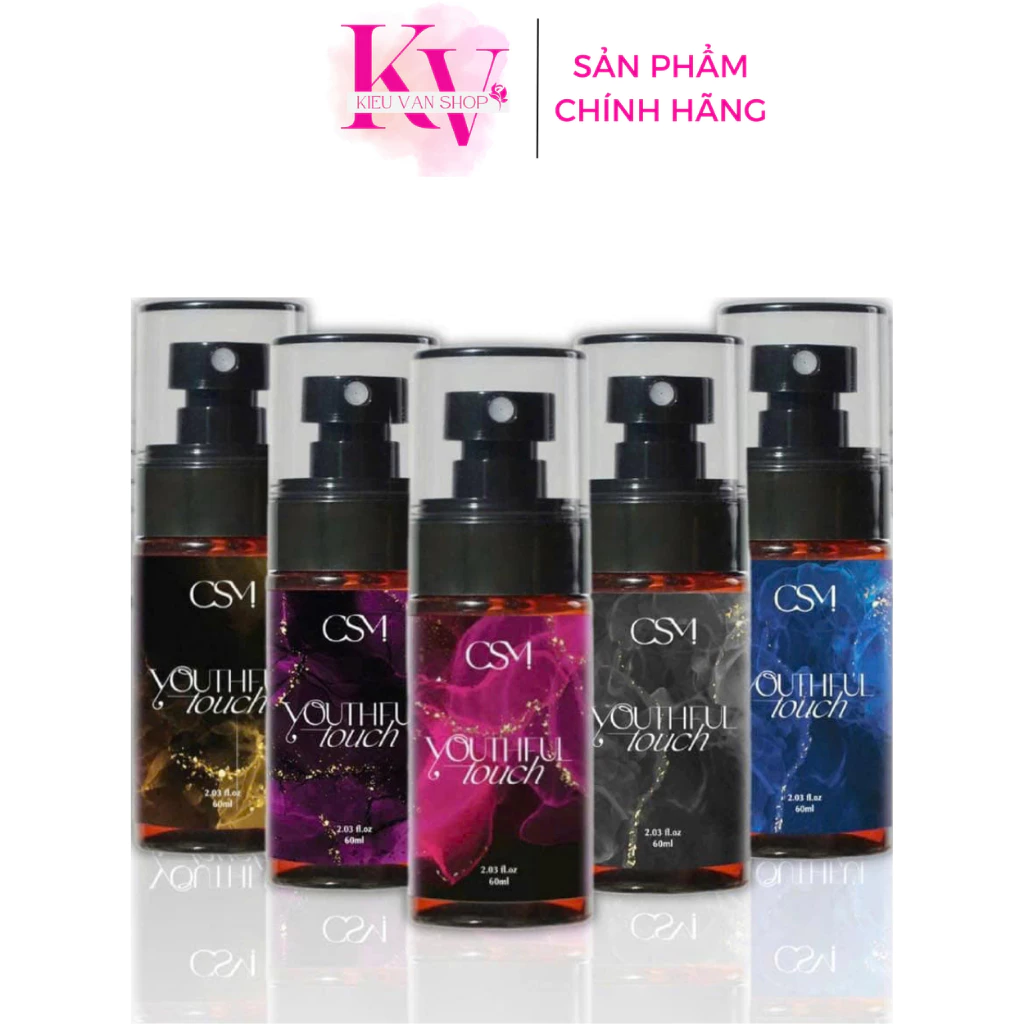 KV
KIEU VAN SHOP
SẢN PHẨM
CHÍNH HÃNG
CSM
YOUTHFUL
touch
2.03 fl.oz
60ml
CSM
YOUTHFUL
touch
2.03 fl.oz
60ml
CSM
YOUTHFUL
touch
2.03 fl.oz
60ml
CSM
YOUTHFUL
touch
2.03 fl.oz
60ml
CSM
YOUTHFUL
touch
2.03 fl.oz
60ml